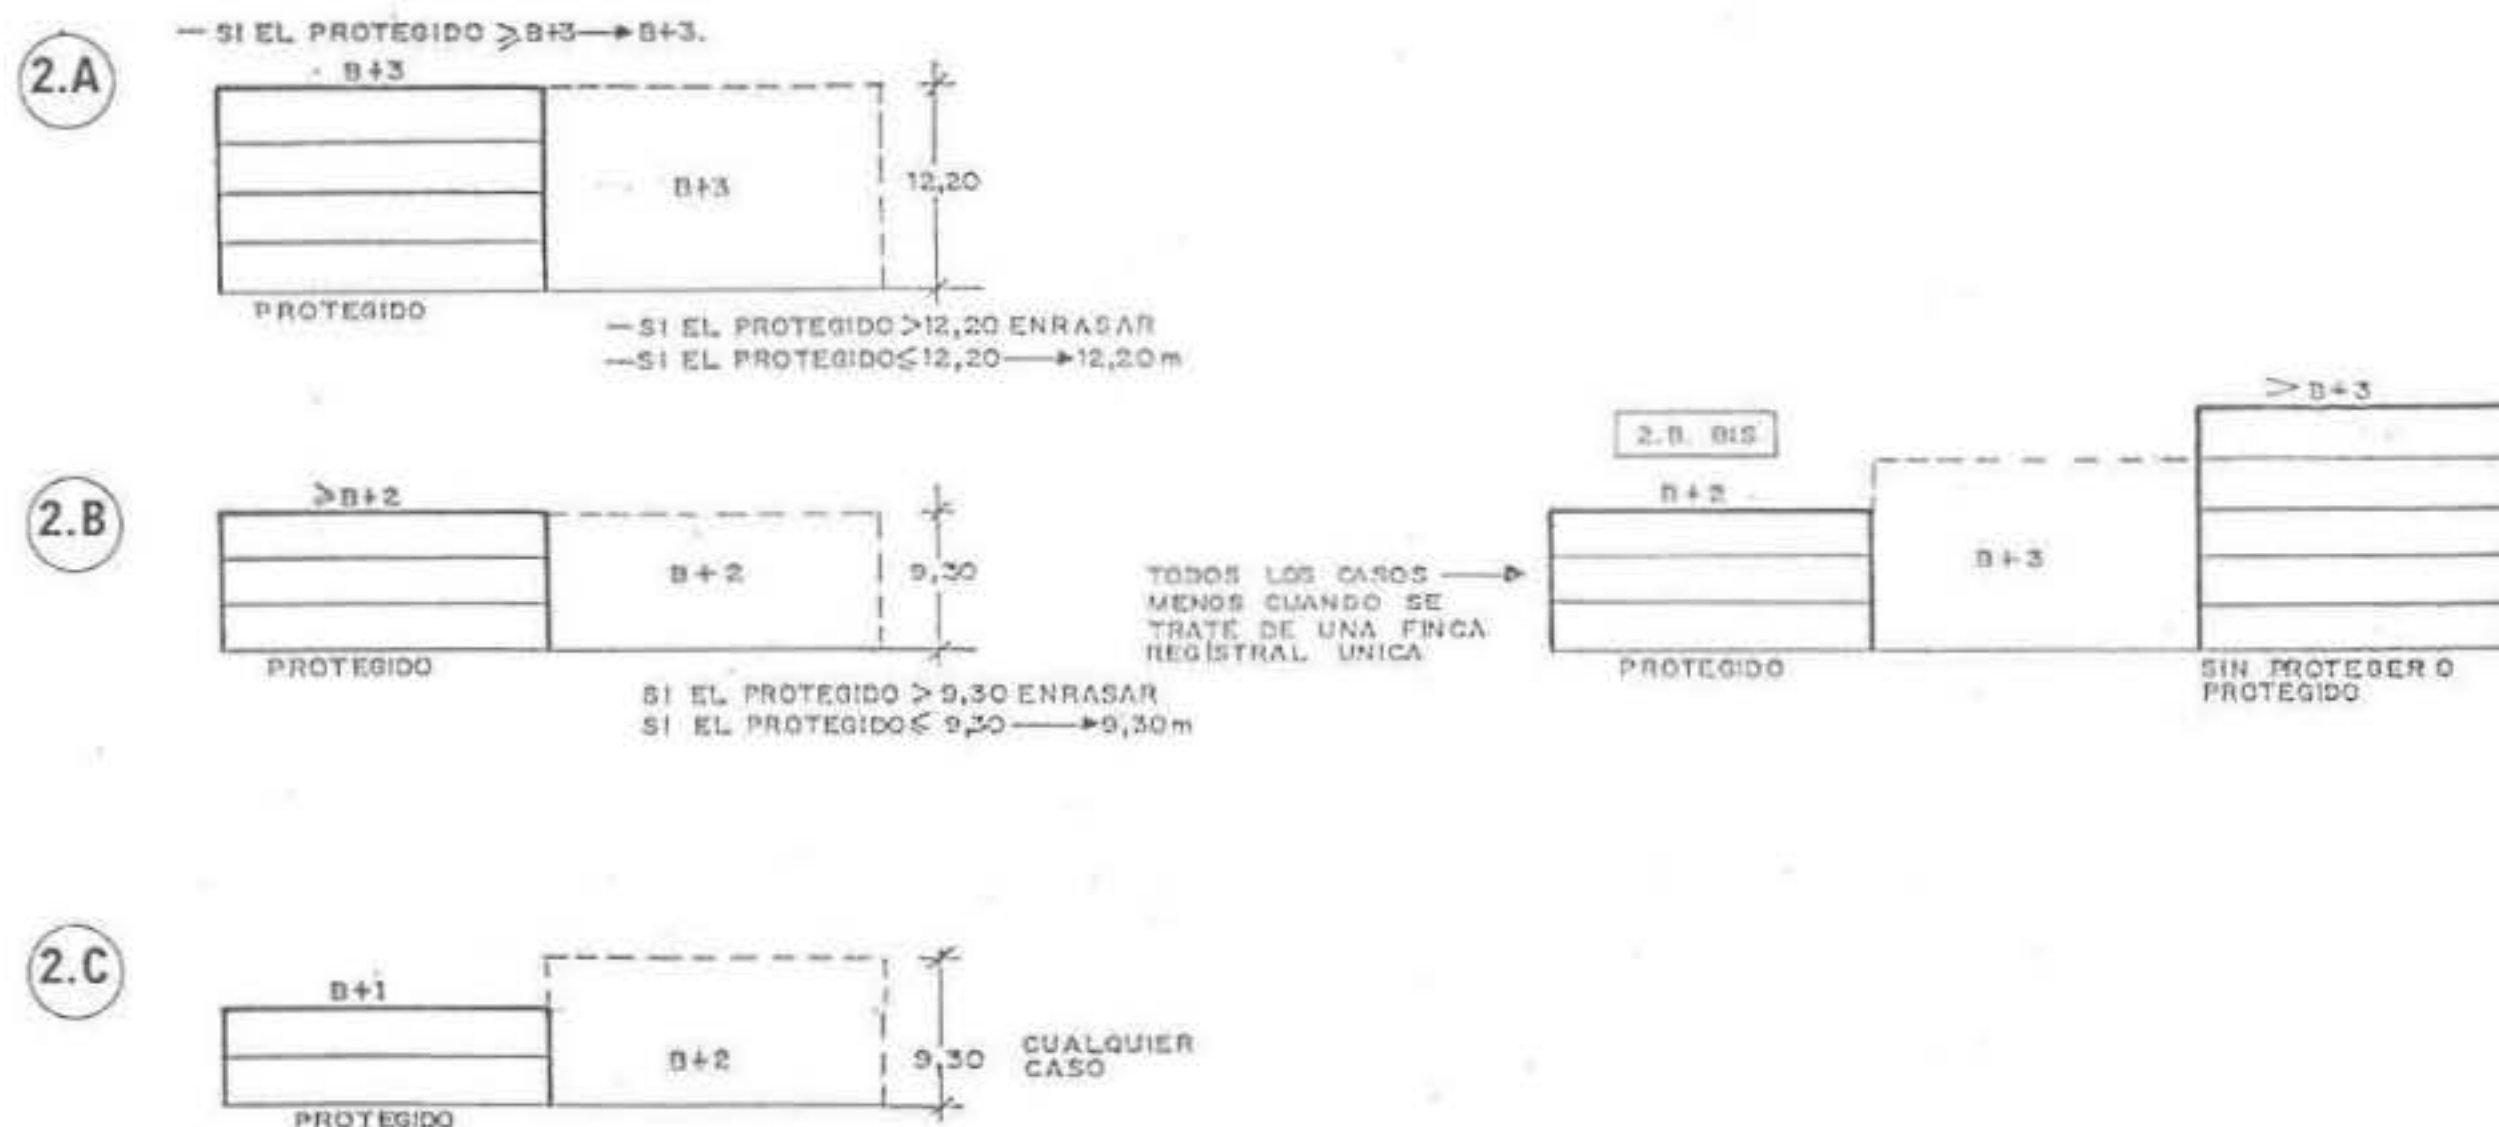 — SI EL PROTEGIDO ⩾B+3→B+3.
2.A
B+3
B+3
12,20
PROTEGIDO
—SI EL PROTEGIDO>12,20 ENRASAR
—SI EL PROTEGIDO≤12,20→12,20m
2.B
⩾B+2
B+2
9,30
PROTEGIDO
SI EL PROTEGIDO > 9,30 ENRASAR
SI EL PROTEGIDO≤ 9,30→9,30m
2.B. BIS
B+2
>B+3
B+3
TODOS LOS CASOS →
MENOS CUANDO SE
TRATE DE UNA FINCA
REGISTRAL UNICA
PROTEGIDO
SIN PROTEGER O
PROTEGIDO
2.C
B+1
B+2
9,30
CUALQUIER
CASO
PROTEGIDO